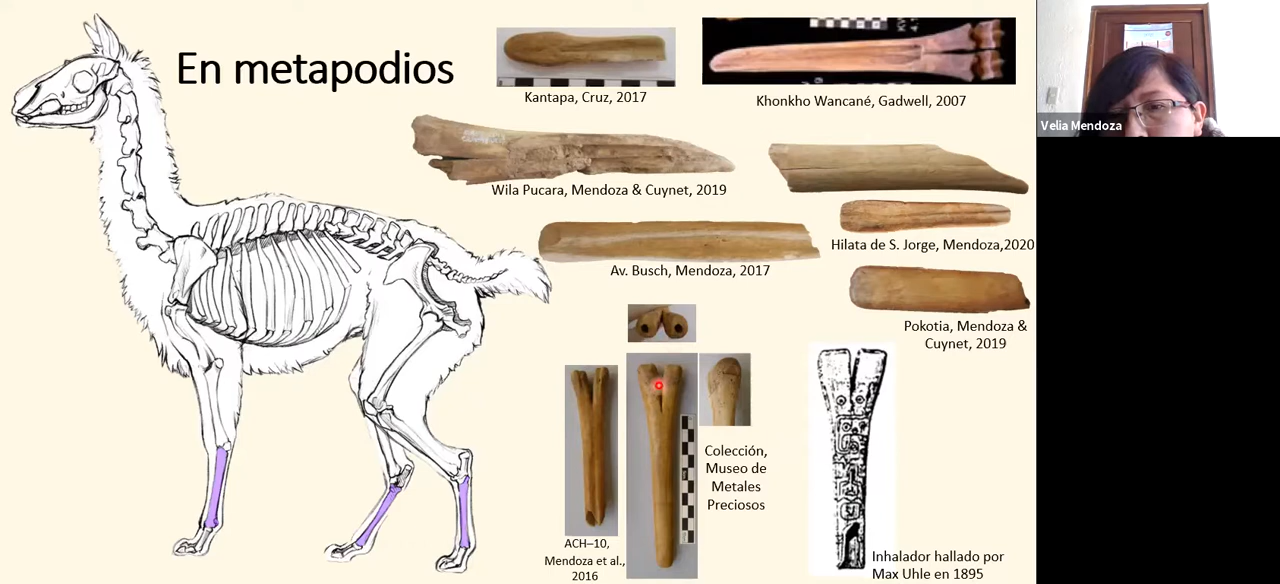 En metapodios
Kantapa, Cruz, 2017
Khonkho Wancané, Gadwell, 2007
Velia Mendoza
Wila Pucara, Mendoza & Cuynet, 2019
Hilata de S. Jorge, Mendoza,2020
Av. Busch, Mendoza, 2017
Pokotia, Mendoza &
Cuynet, 2019
Colección,
Museo de
Metales
Preciosos
ACH–10,
Mendoza et al.,
2016
Inhalador hallado por
Max Uhle en 1895